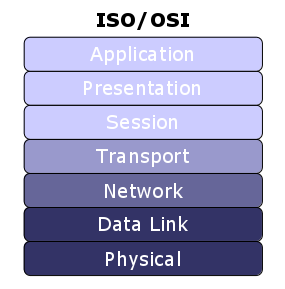 ISO/OSI
Application
Presentation
Session
Transport
Network
Data Link
Physical